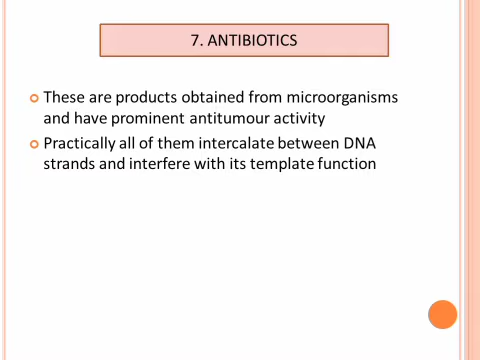 7. ANTIBIOTICS
These are products obtained from microorganisms
and have prominent antitumour activity
Practically all of them intercalate between DNA
strands and interfere with its template function